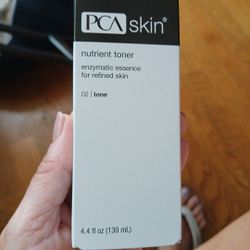 PCA skin®
nutrient toner
enzymatic essence
for refined skin
02 | tone
4.4 fl oz (130 mL)